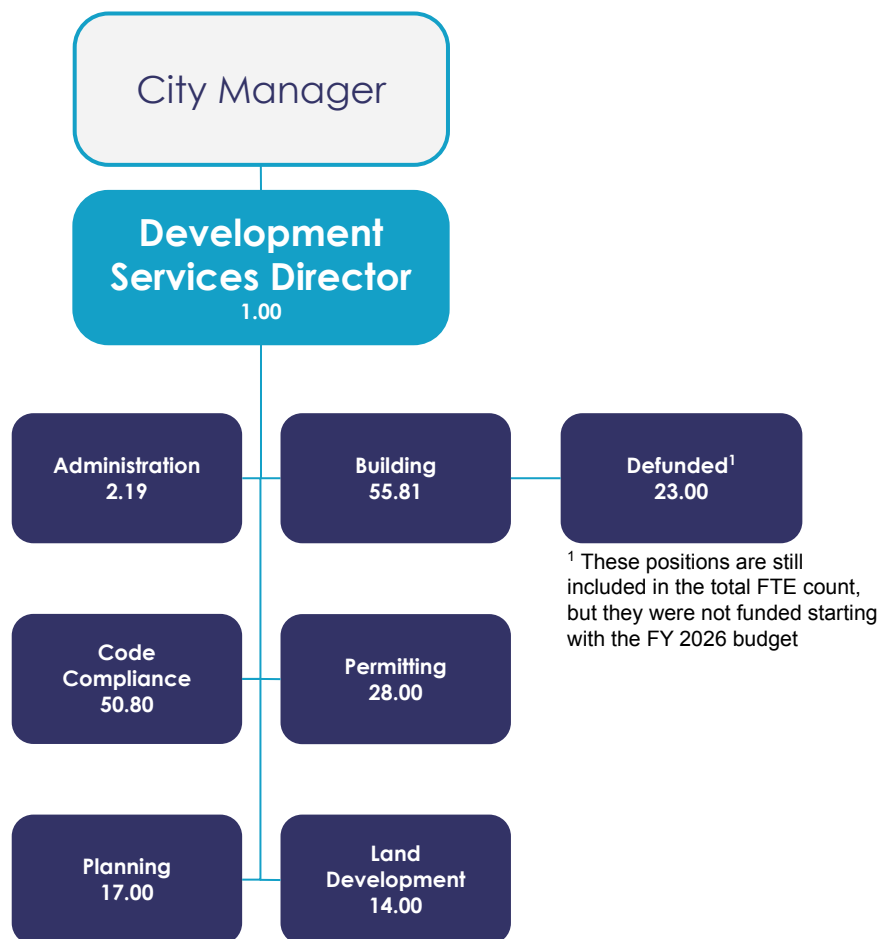 City Manager
Development
Services Director
1.00
Administration
2.19
Building
55.81
Defunded¹
23.00
¹ These positions are still
included in the total FTE count,
but they were not funded starting
with the FY 2026 budget
Code
Compliance
50.80
Permitting
28.00
Planning
17.00
Land
Development
14.00